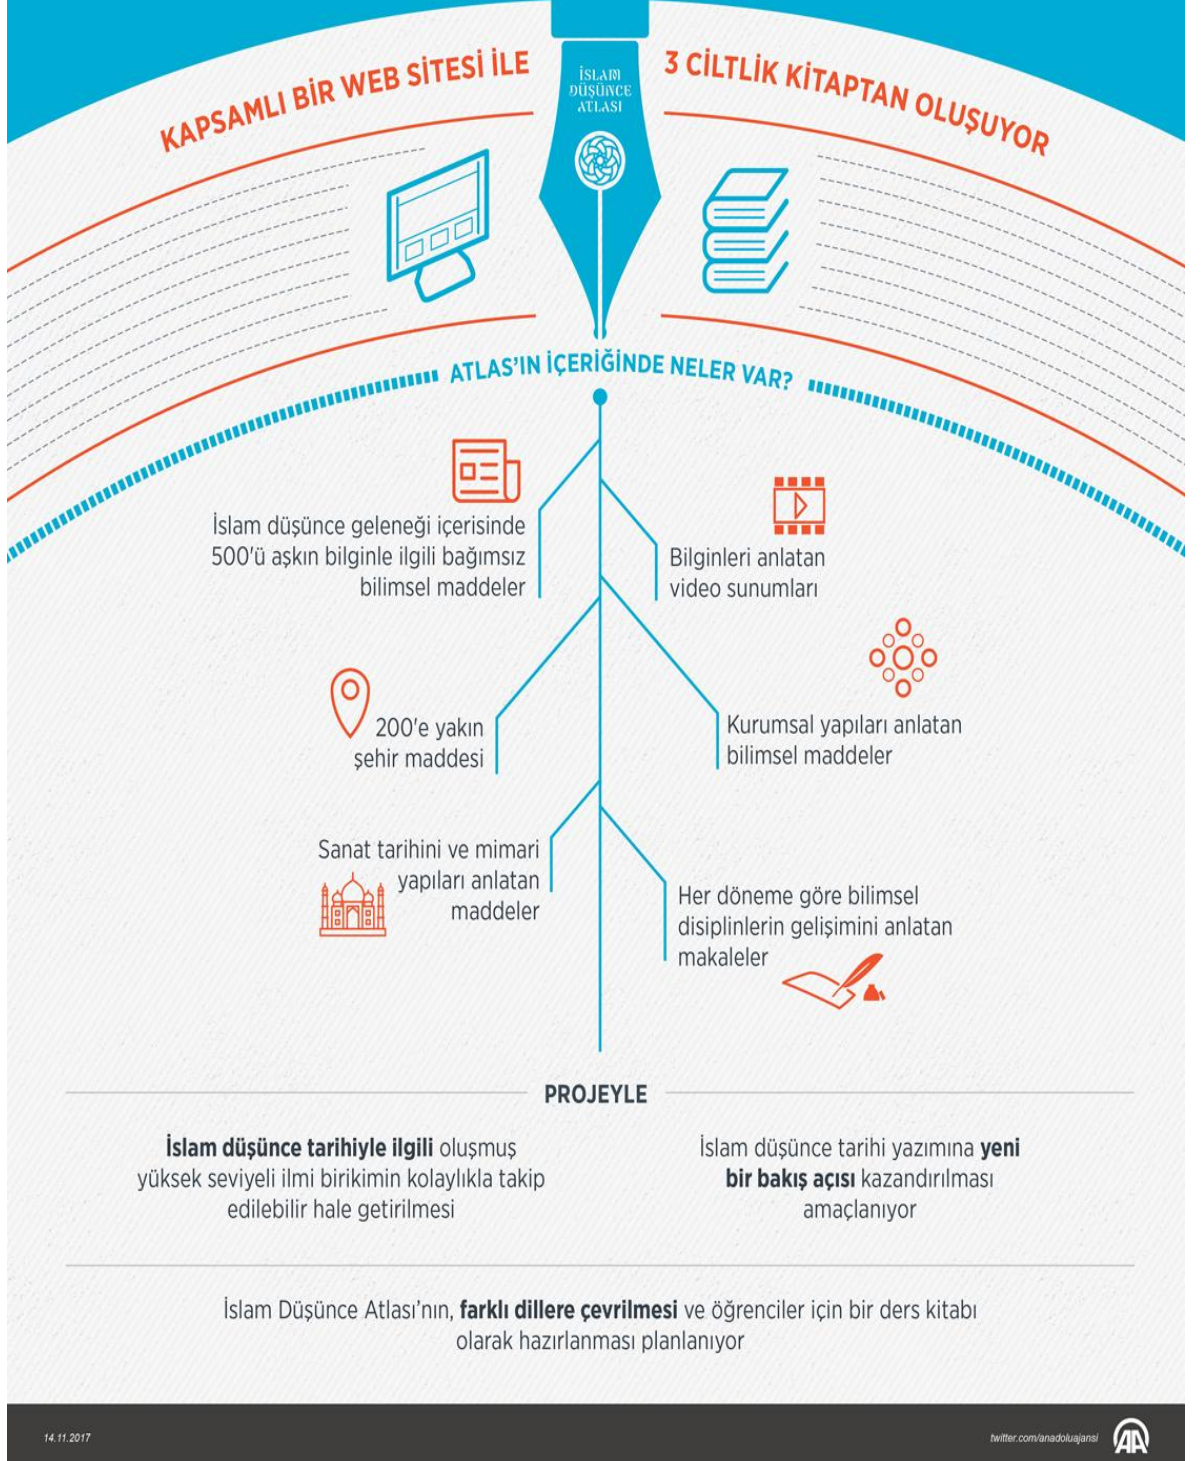 KAPSAMLI BİR WEB SİTESİ İLE
İSLAM
DÜŞÜNCE
ATLASI
3 CİLTLİK KİTAPTAN OLUŞUYOR
ATLAS'IN İÇERİĞİNDE NELER VAR?
İslam düşünce geleneği içerisinde
500'ü aşkın bilginle ilgili bağımsız
bilimsel maddeler
Bilginleri anlatan
video sunumları
200'e yakın
şehir maddesi
Kurumsal yapıları anlatan
bilimsel maddeler
Sanat tarihini ve mimari
yapıları anlatan
maddeler
Her döneme göre bilimsel
disiplinlerin gelişimini anlatan
makaleler
PROJEYLE
İslam düşünce tarihiyle ilgili oluşmuş
yüksek seviyeli ilmi birikimin kolaylıkla takip
edilebilir hale getirilmesi
İslam düşünce tarihi yazımına yeni
bir bakış açısı kazandırılması
amaçlanıyor
İslam Düşünce Atlası'nın, farklı dillere çevrilmesi ve öğrenciler için bir ders kitabı
olarak hazırlanması planlanıyor
14.11.2017
twitter.com/anadoluajansi
AA